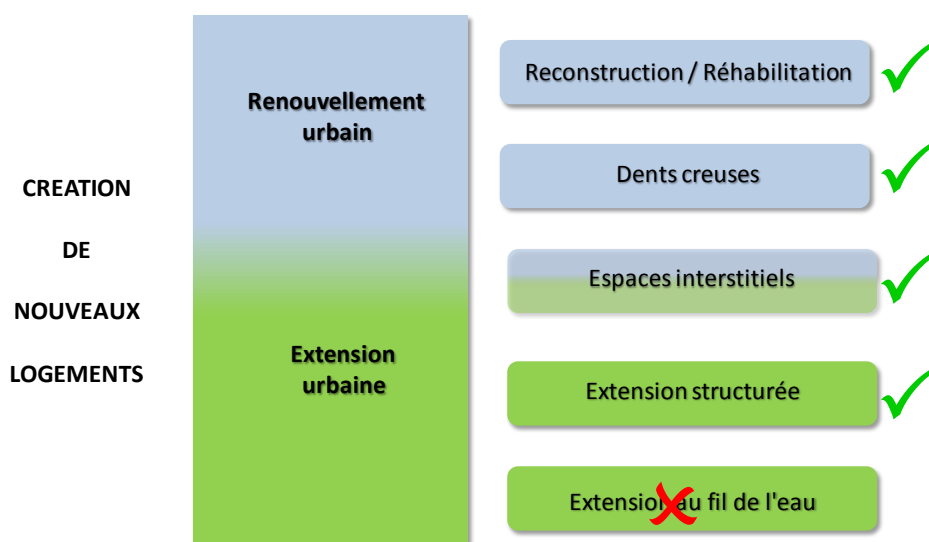 CREATION
DE
NOUVEAUX
LOGEMENTS
Renouvellement
urbain
Extension
urbaine
Reconstruction / Réhabilitation
Dents creuses
Espaces interstitiels
Extension structurée
Extension au fil de l'eau